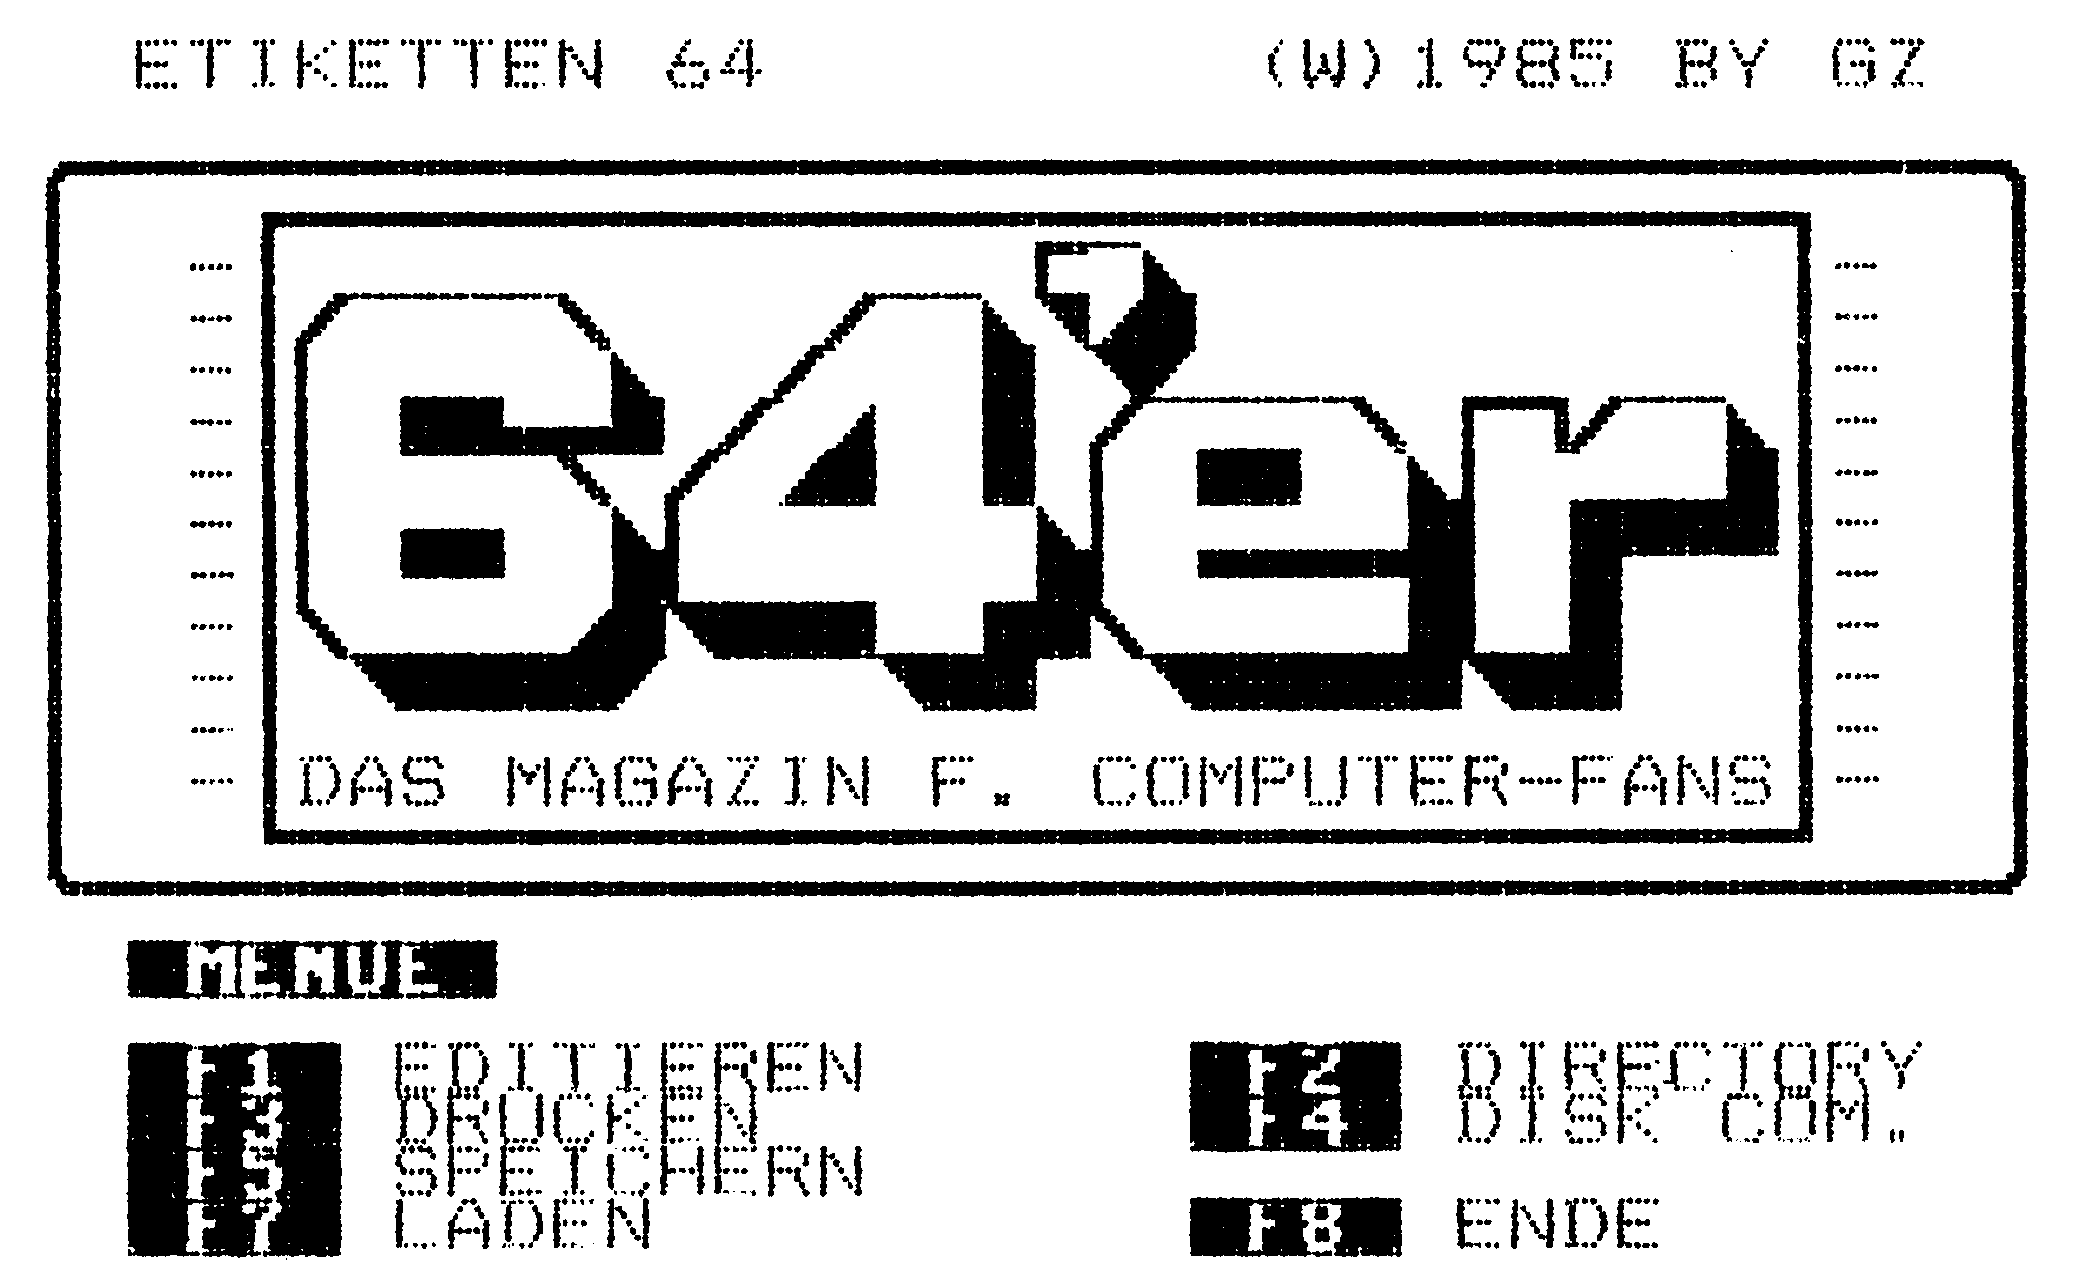 ETIKETTEN 64 (W)1985 BY GZ
64'er
DAS MAGAZIN F. COMPUTER-FANS
MENUE
F1 EDITIEREN F2 DIRECTORY
F3 DRUCKEN F4 DISK COM.
F5 SPEICHERN
F7 LADEN F8 ENDE